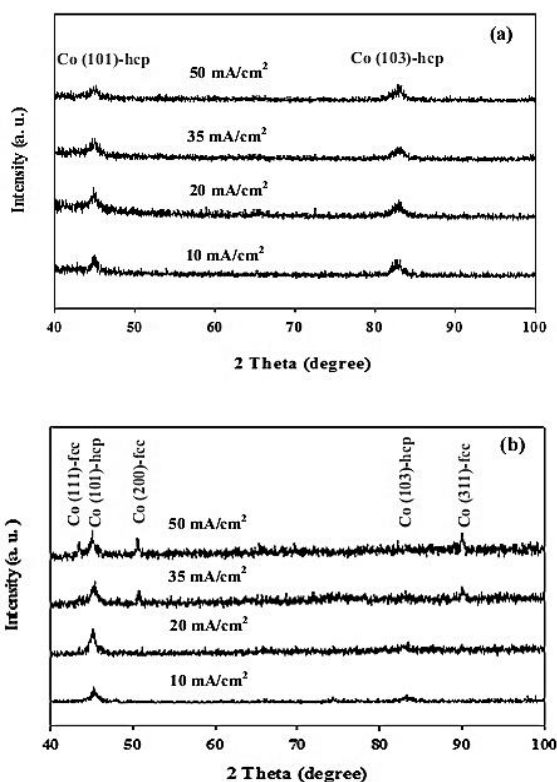 (a)
Co (101)-hcp
50 mA/cm²
Co (103)-hcp
35 mA/cm²
20 mA/cm²
10 mA/cm²
Intensity (a. u.)
40 50 60 70 80 90 100
2 Theta (degree)
(b)
Co (111)-fcc
Co (101)-hcp
Co (200)-fcc
Co (103)-hcp
Co (311)-fcc
50 mA/cm²
35 mA/cm²
20 mA/cm²
10 mA/cm²
Intensity (a. u. )
40 50 60 70 80 90 100
2 Theta (degree)